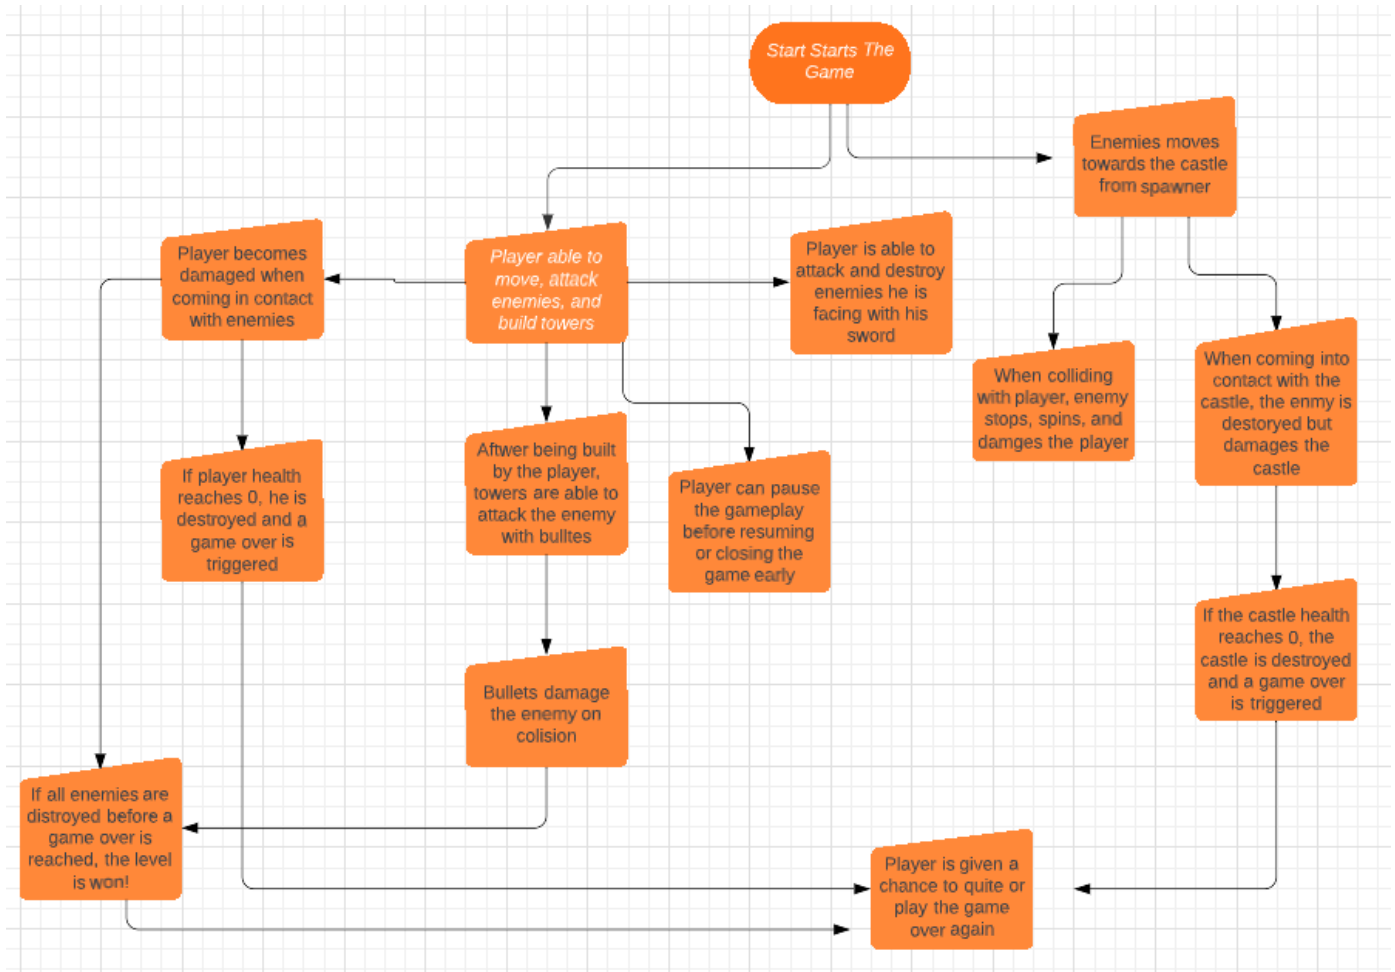 Start Starts The
Game
Enemies moves
towards the castle
from spawner
Player becomes
damaged when
coming in contact
with enemies
Player able to
move, attack
enemies, and
build towers
Player is able to
attack and destroy
enemies he is
facing with his
sword
When colliding
with player, enemy
stops, spins, and
damges the player
When coming into
contact with the
castle, the enmy is
destoryed but
damages the
castle
If player health
reaches 0, he is
destroyed and a
game over is
triggered
Aftwer being built
by the player,
towers are able to
attack the enemy
with bulltes
Player can pause
the gameplay
before resuming
or closing the
game early
If the castle health
reaches 0, the
castle is destroyed
and a game over
is triggered
Bullets damage
the enemy on
colision
If all enemies are
distroyed before a
game over is
reached, the level
is won!
Player is given a
chance to quite or
play the game
over again